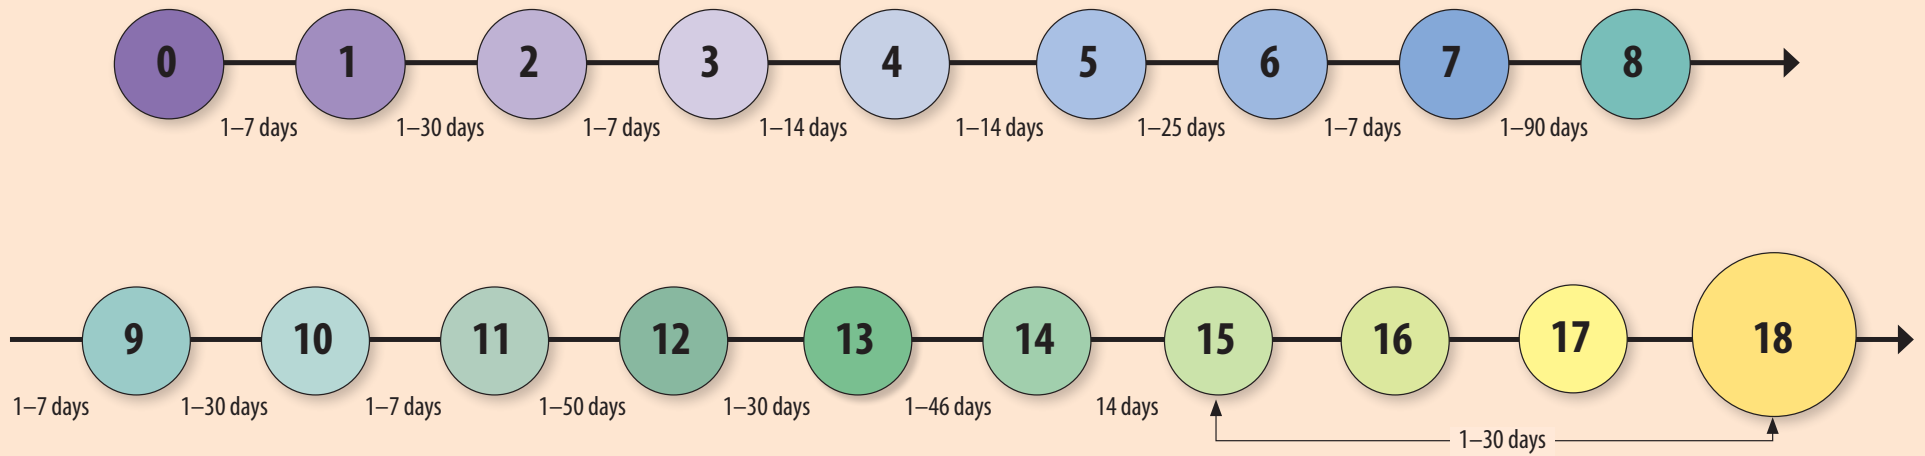 0 1 2 3 4 5 6 7 8
1–7 days 1–30 days 1–7 days 1–14 days 1–14 days 1–25 days 1–7 days 1–90 days
9 10 11 12 13 14 15 16 17 18
1–7 days 1–30 days 1–7 days 1–50 days 1–30 days 1–46 days 14 days
1–30 days